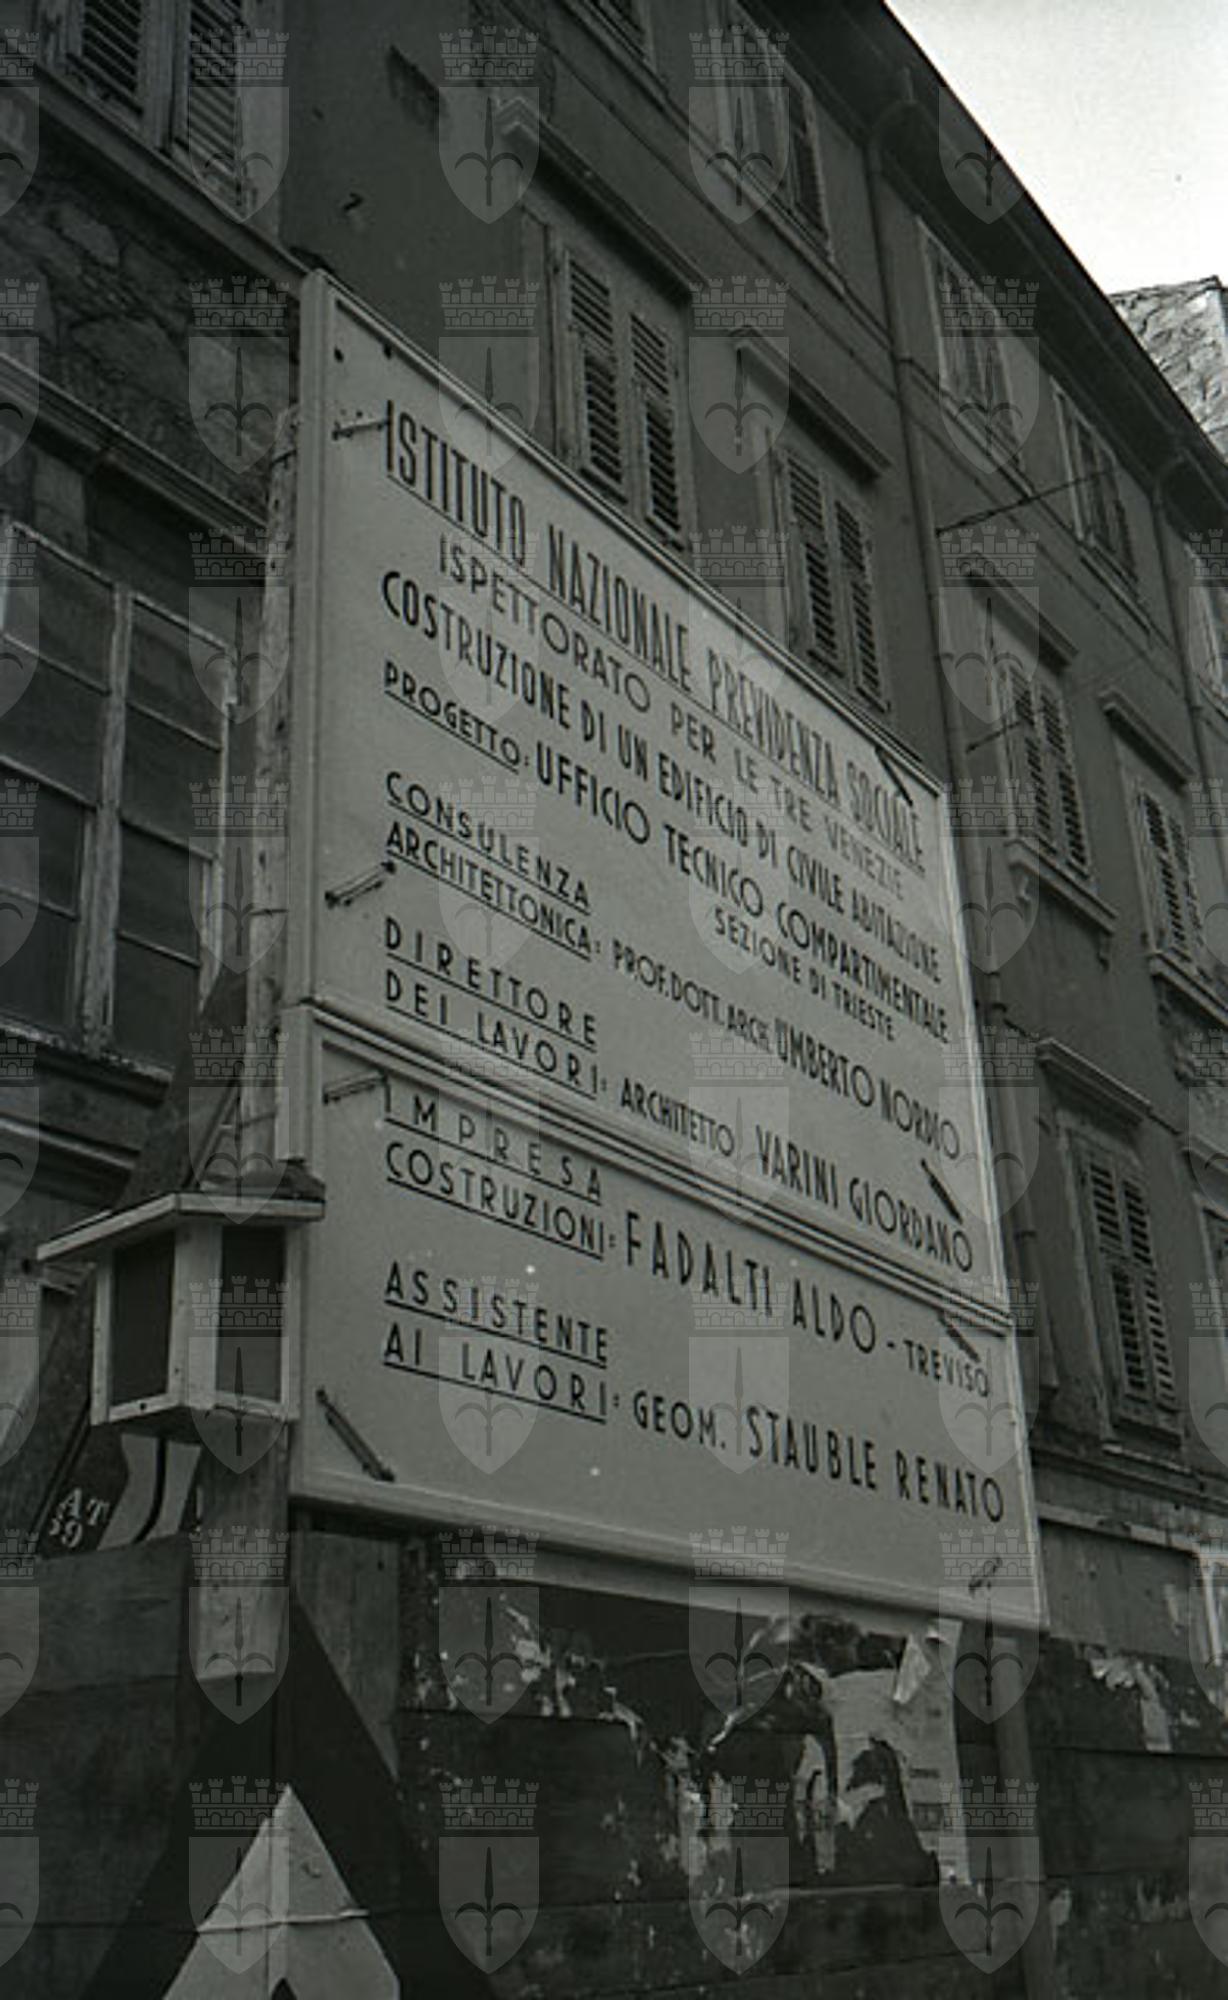 ISTITUTO NAZIONALE PREVIDENZA SOCIALE
ISPETTORATO PER LE TRE VENEZIE
COSTRUZIONE DI UN EDIFICIO DI CIVILE ABITAZIONE
PROGETTO: UFFICIO TECNICO COMPARTIMENTALE
SEZIONE DI TRIESTE
CONSULENZA
ARCHITETTONICA: PROF. DOTT. ARCH. UMBERTO NORDIO
DIRETTORE
DEI LAVORI: ARCHITETTO VARINI GIORDANO
IMPRESA
COSTRUZIONI: FADALTI ALDO - TREVISO
ASSISTENTE
AI LAVORI: GEOM. STAUBLE RENATO
AT